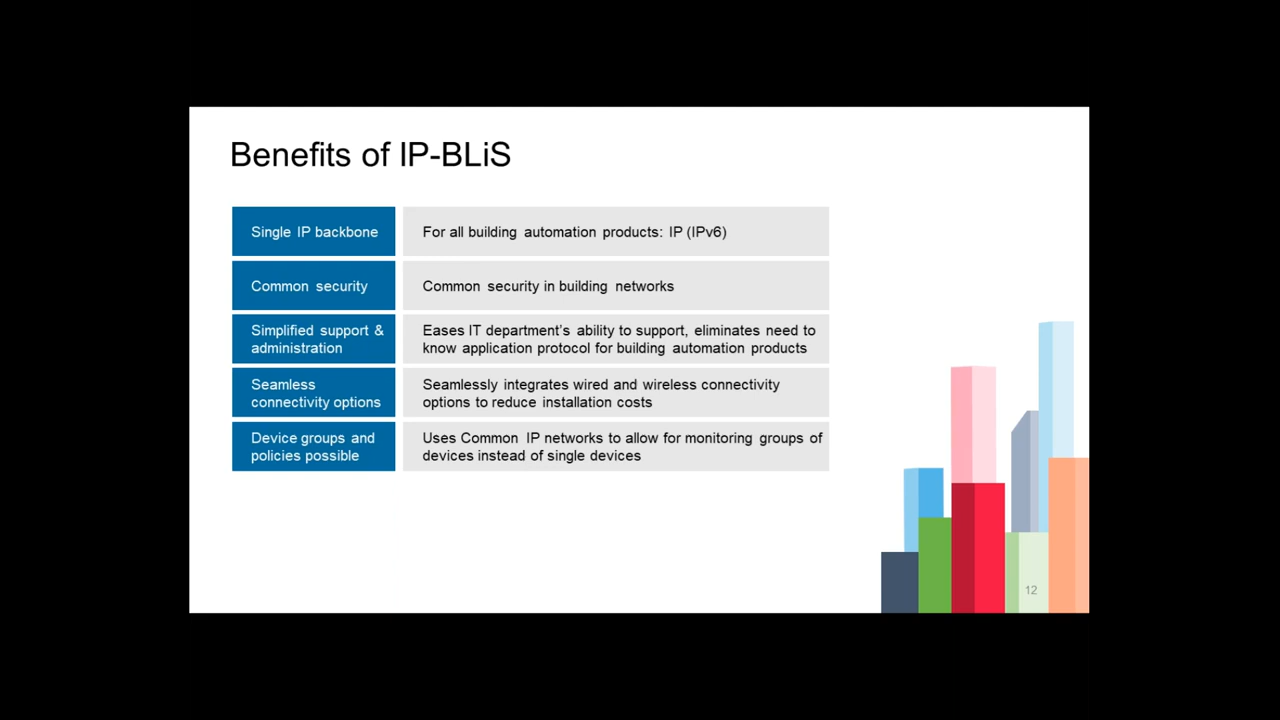 Benefits of IP-BLiS
Single IP backbone
For all building automation products: IP (IPv6)
Common security
Common security in building networks
Simplified support &
administration
Eases IT department's ability to support, eliminates need to
know application protocol for building automation products
Seamless
connectivity options
Seamlessly integrates wired and wireless connectivity
options to reduce installation costs
Device groups and
policies possible
Uses Common IP networks to allow for monitoring groups of
devices instead of single devices
12